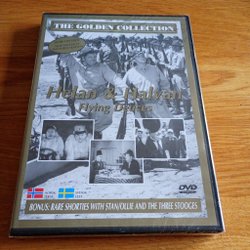 THE GOLDEN COLLECTION
Helan & Halvan
Flying Deuces
DVD
BONUS: RARE SHORTIES WITH STAN/OLLIE AND THE THREE STOOGES